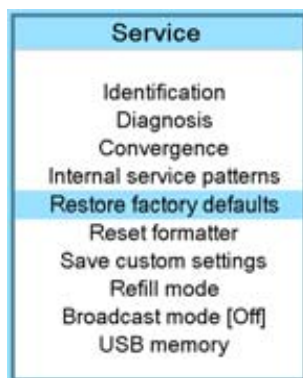 Service
Identification
Diagnosis
Convergence
Internal service patterns
Restore factory defaults
Reset formatter
Save custom settings
Refill mode
Broadcast mode [Off]
USB memory